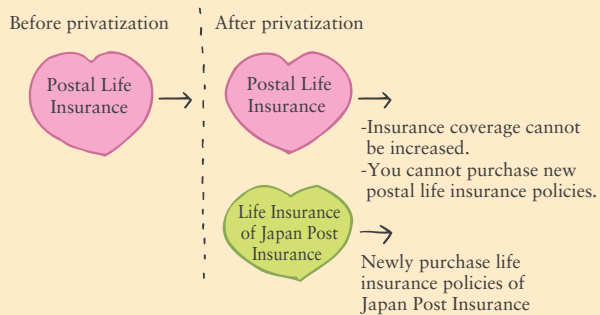 Before privatization
After privatization
Postal Life
Insurance
Postal Life
Insurance
-Insurance coverage cannot
be increased.
-You cannot purchase new
postal life insurance policies.
Life Insurance
of Japan Post
Insurance
Newly purchase life
insurance policies of
Japan Post Insurance